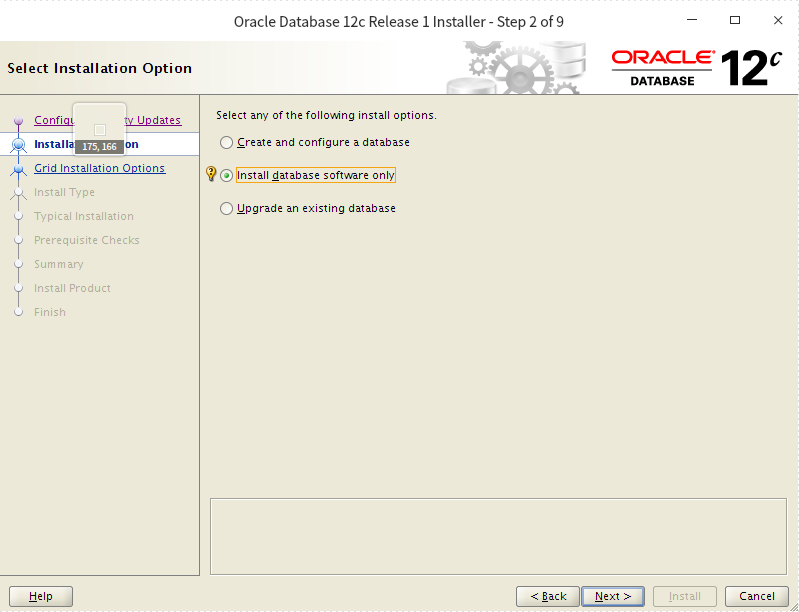 Oracle Database 12c Release 1 Installer - Step 2 of 9
Select Installation Option
ORACLE
DATABASE
12c
Configu
ty Updates
Installa
on
175, 166
Grid Installation Options
Install Type
Typical Installation
Prerequisite Checks
Summary
Install Product
Finish
Select any of the following install options.
Create and configure a database
Install database software only
Upgrade an existing database
Help
< Back
Next >
Install
Cancel